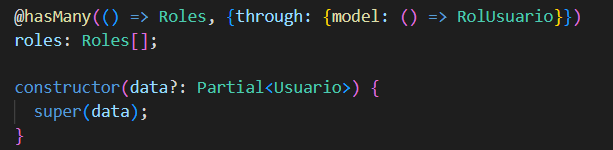 @hasMany(() => Roles, {through: {model: () => RolUsuario}})
roles: Roles[];

constructor(data?: Partial<Usuario>) {
  super(data);
}